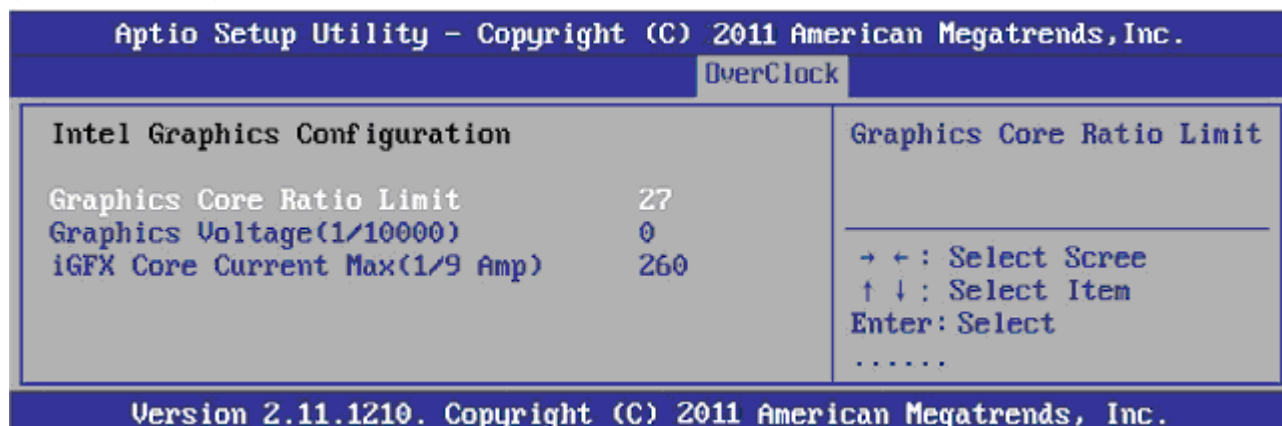 Aptio Setup Utility - Copyright (C) 2011 American Megatrends,Inc.
OverClock
Intel Graphics Configuration
Graphics Core Ratio Limit 27
Graphics Voltage(1/10000) 0
iGFX Core Current Max(1/9 Amp) 260
Graphics Core Ratio Limit
→ ←: Select Scree
↑ ↓: Select Item
Enter: Select
......
Version 2.11.1210. Copyright (C) 2011 American Megatrends, Inc.